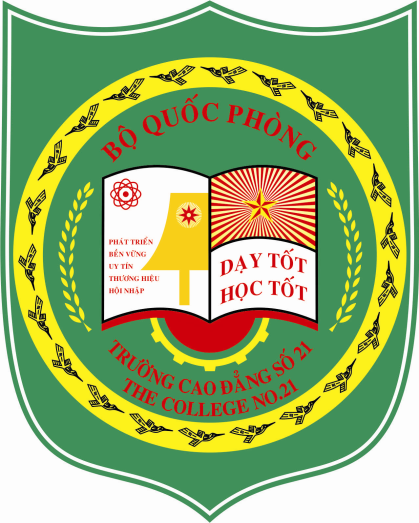 BỘ QUỐC PHÒNG
PHÁT TRIỂN
BỀN VỮNG
UY TÍN
THƯƠNG HIỆU
HỘI NHẬP
DẠY TỐT
HỌC TỐT
TRƯỜNG CAO ĐẲNG SỐ 21
THE COLLEGE NO.21